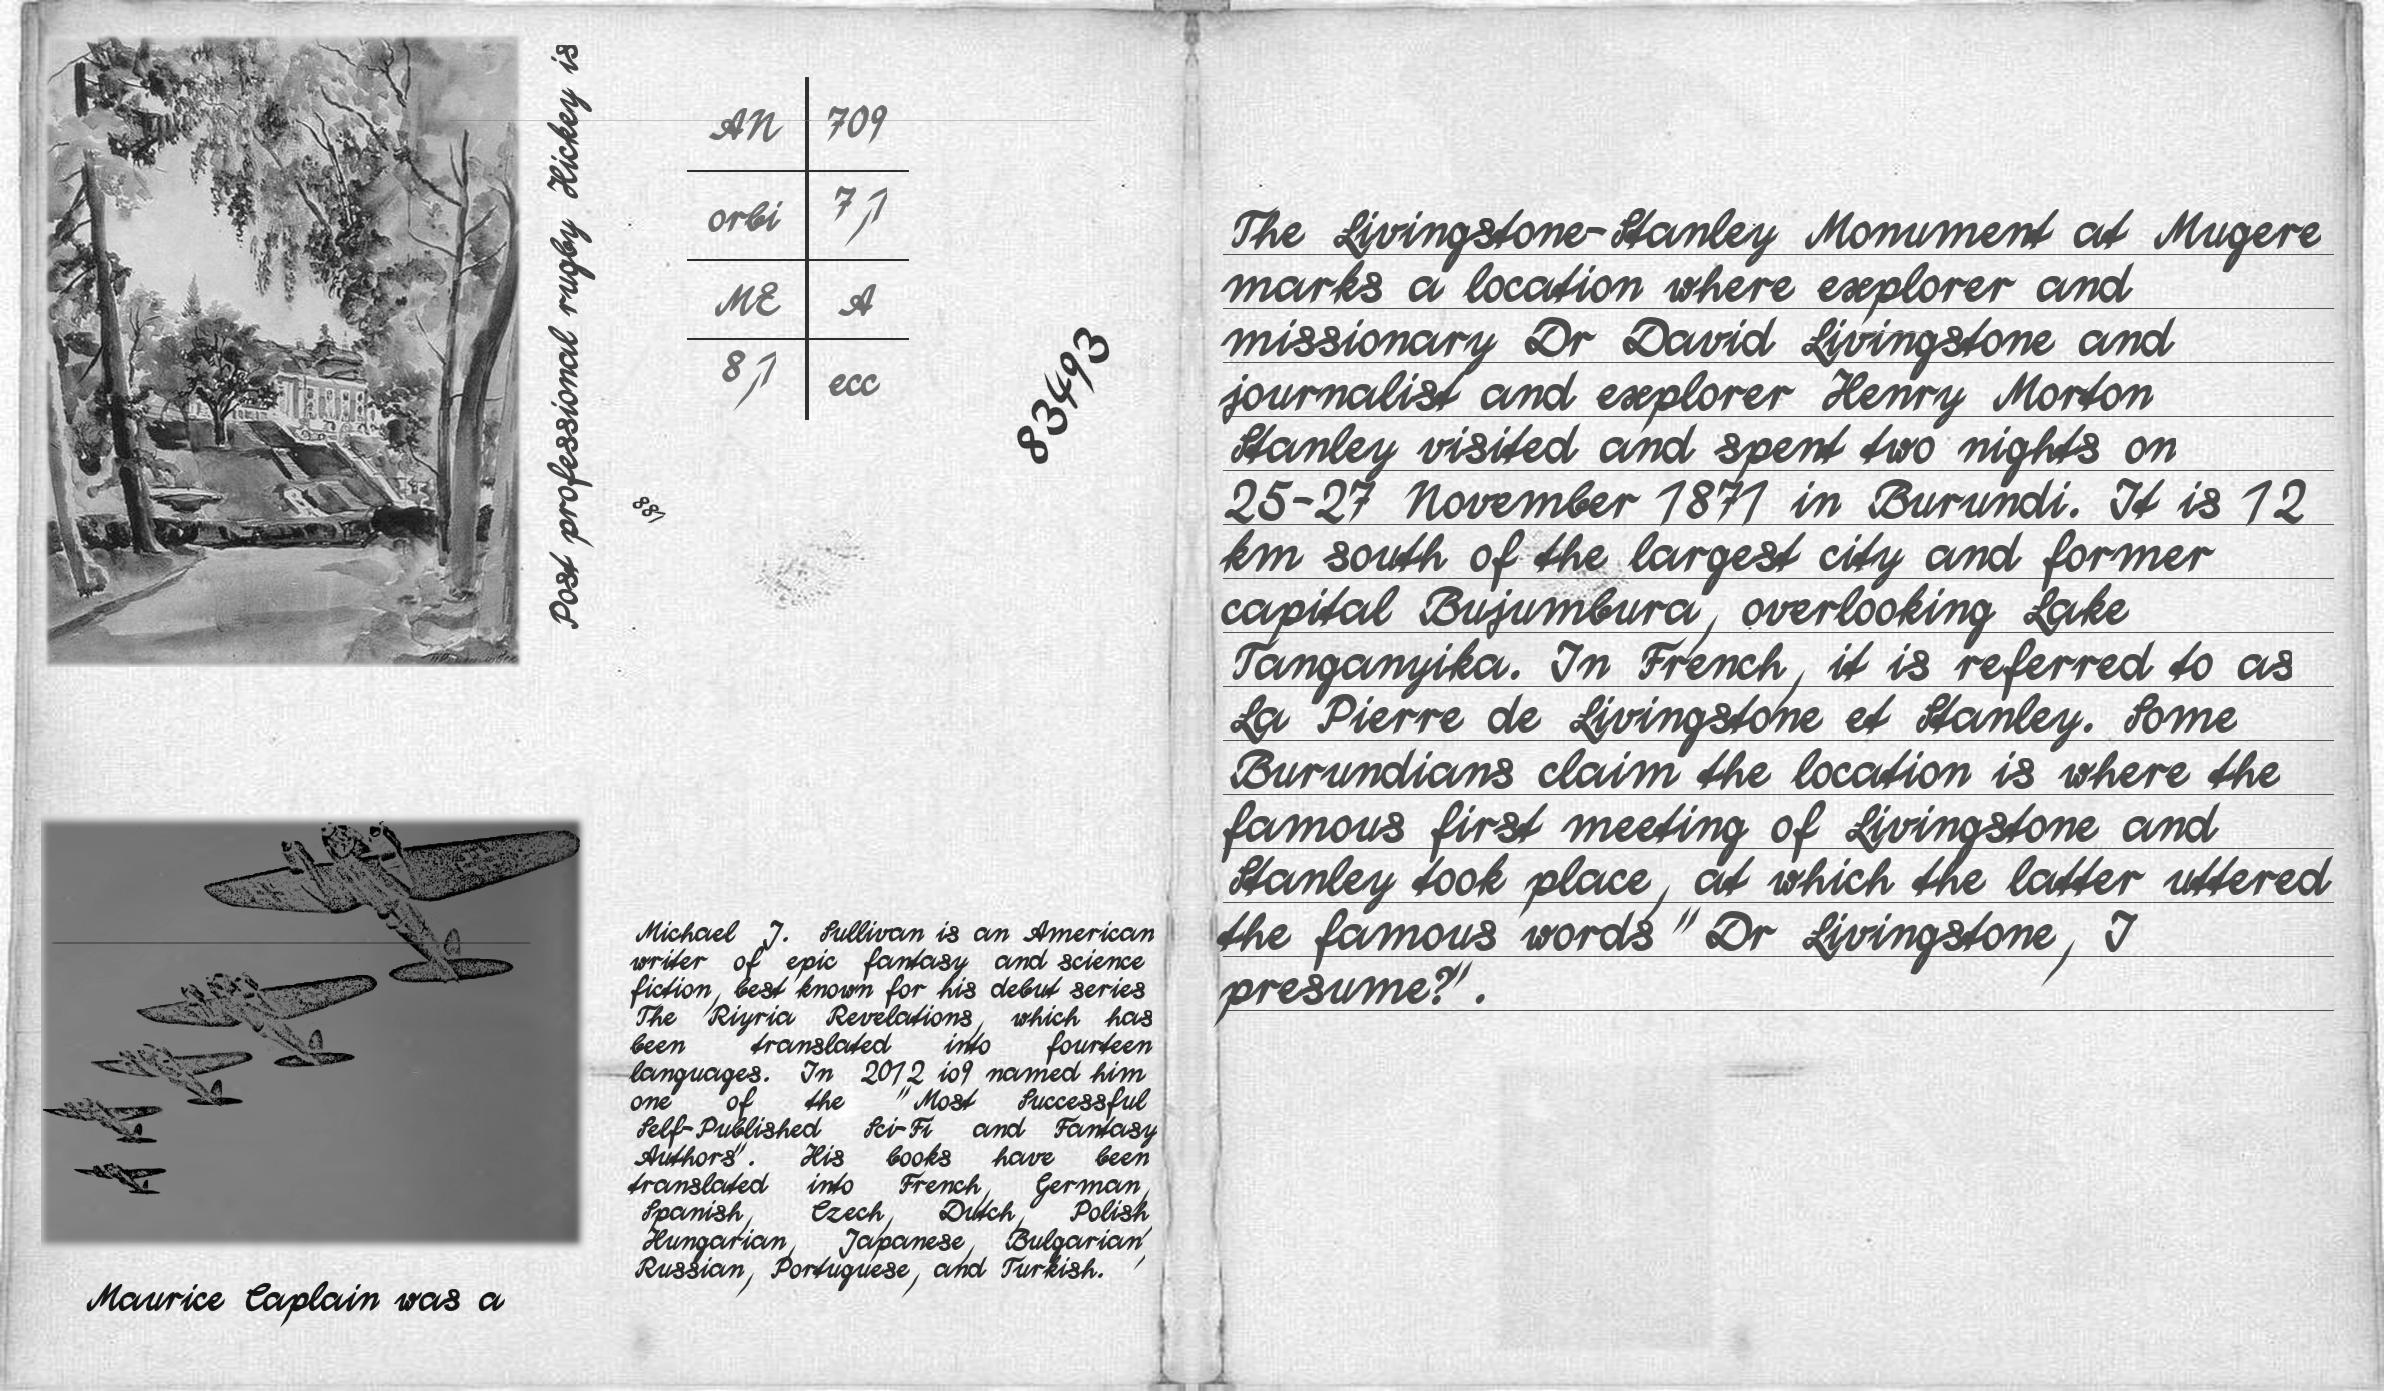 Post professional rugby Hickey is
AN 709
orbi 7,1
ME A
8,1 ecc
83493
881
Maurice Caplain was a
Michael J. Sullivan is an American
writer of epic fantasy and science
fiction, best known for his debut series
The Riyria Revelations, which has
been translated into fourteen
languages. In 2012 io9 named him
one of the "Most Successful
Self-Published Sci-Fi and Fantasy
Authors". His books have been
translated into French, German,
Spanish, Czech, Dutch, Polish,
Hungarian, Japanese, Bulgarian,
Russian, Portuguese, and Turkish.
The Livingstone-Stanley Monument at Mugere
marks a location where explorer and
missionary Dr David Livingstone and
journalist and explorer Henry Morton
Stanley visited and spent two nights on
25-27 November 1871 in Burundi. It is 12
km south of the largest city and former
capital Bujumbura, overlooking Lake
Tanganyika. In French, it is referred to as
La Pierre de Livingstone et Stanley. Some
Burundians claim the location is where the
famous first meeting of Livingstone and
Stanley took place, at which the latter uttered
the famous words "Dr Livingstone, I
presume?".